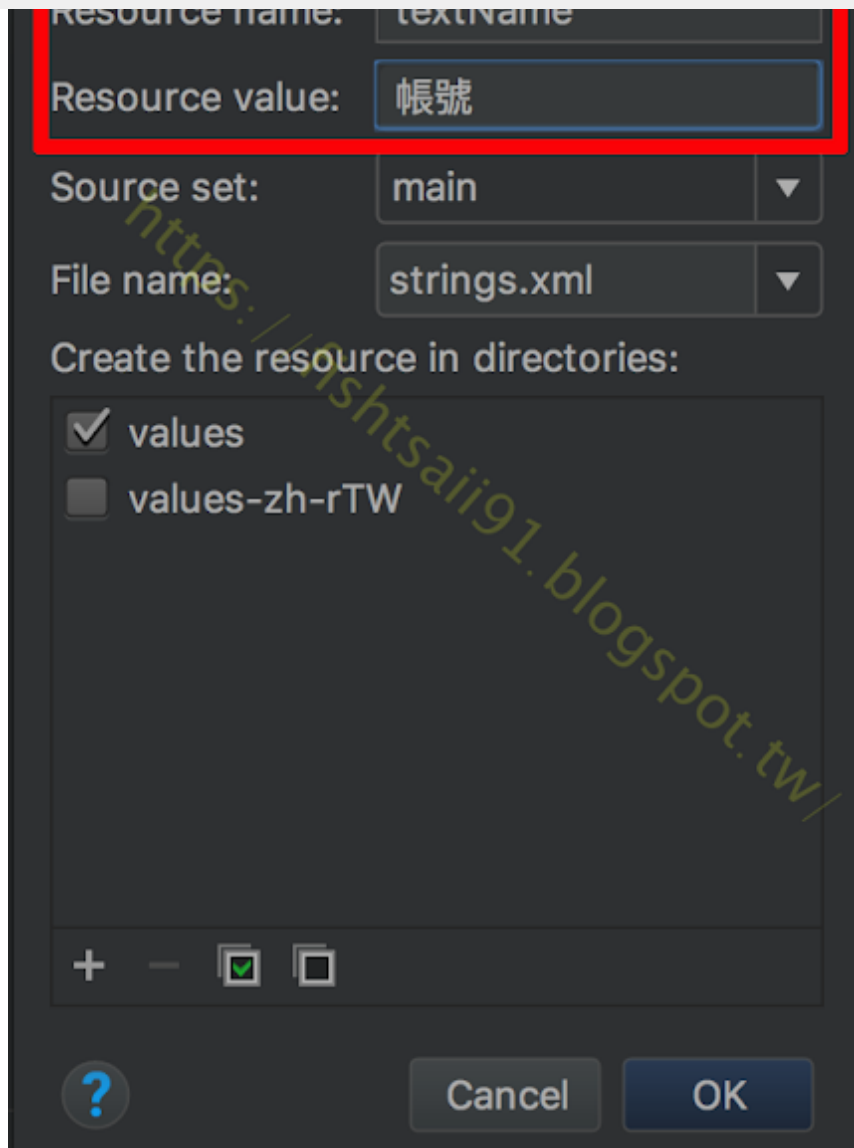 Resource name: textName
Resource value: 帳號
Source set: main
File name: strings.xml
Create the resource in directories:
values
values-zh-rTW
https://fishtsaii91.blogspot.tw/
? Cancel OK